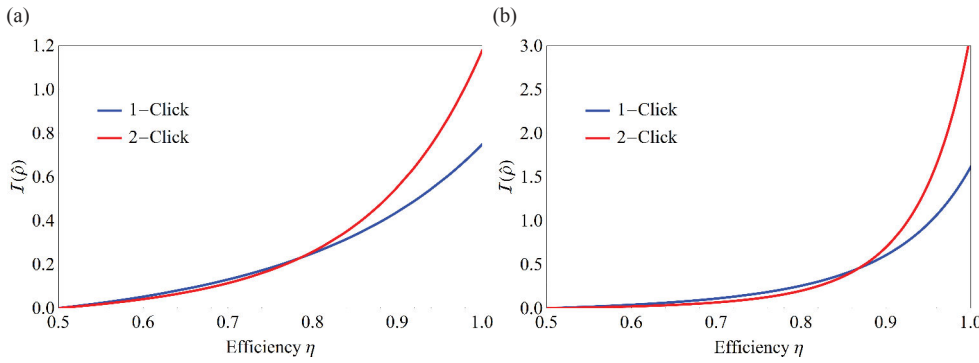 (a)
1.2
1.0
0.8
0.6
0.4
0.2
0.0
I(ρ̂)
1−Click
2−Click
0.5 0.6 0.7 0.8 0.9 1.0
Efficiency η
(b)
3.0
2.5
2.0
1.5
1.0
0.5
0.0
I(ρ̂)
1−Click
2−Click
0.5 0.6 0.7 0.8 0.9 1.0
Efficiency η